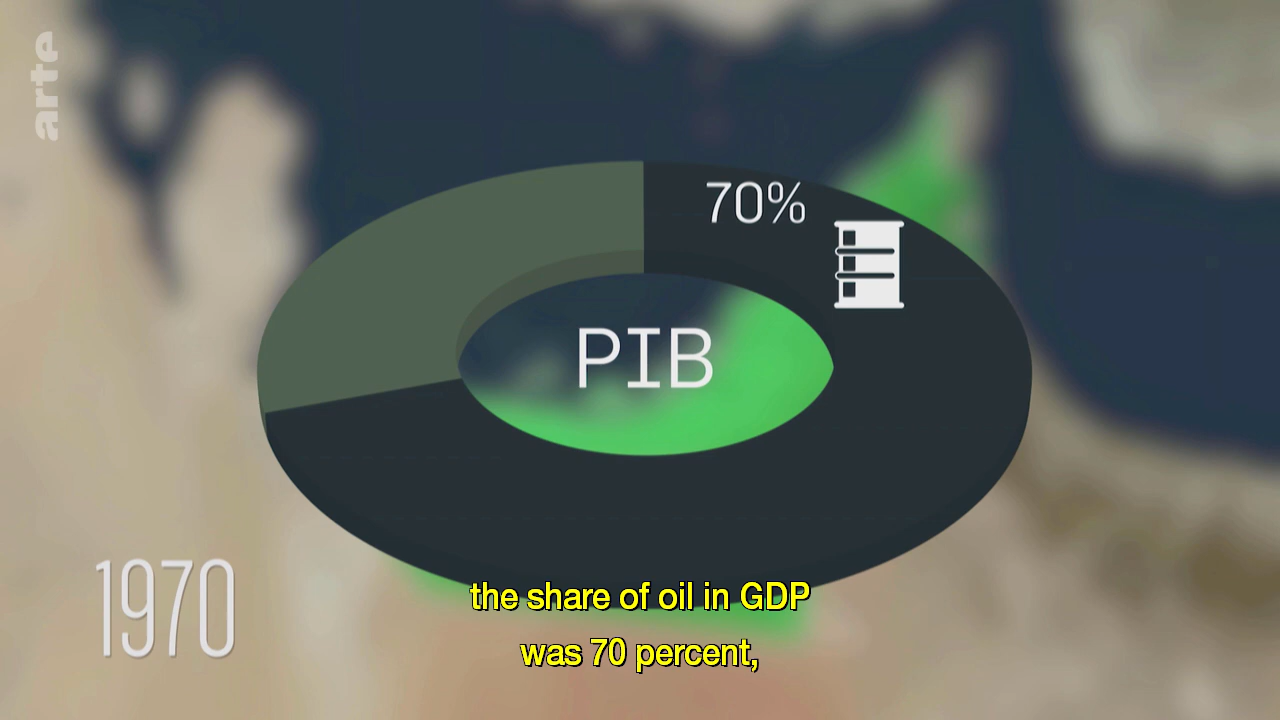 arte
70%
PIB
1970
the share of oil in GDP
was 70 percent,